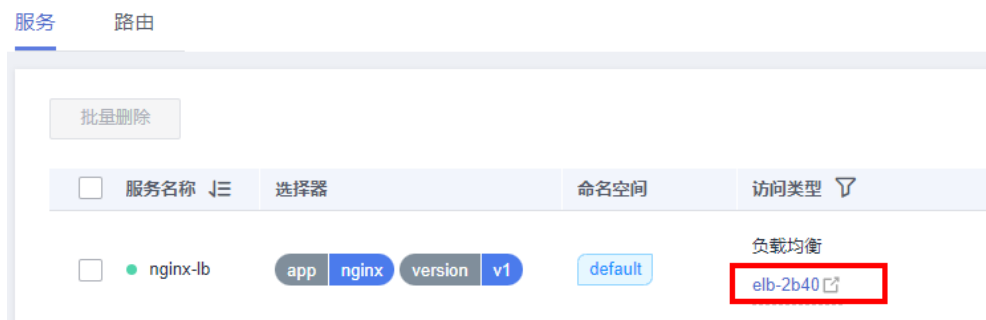 服务 路由
批量删除
服务名称 选择器 命名空间 访问类型
nginx-lb app nginx version v1 default 负载均衡
elb-2b40